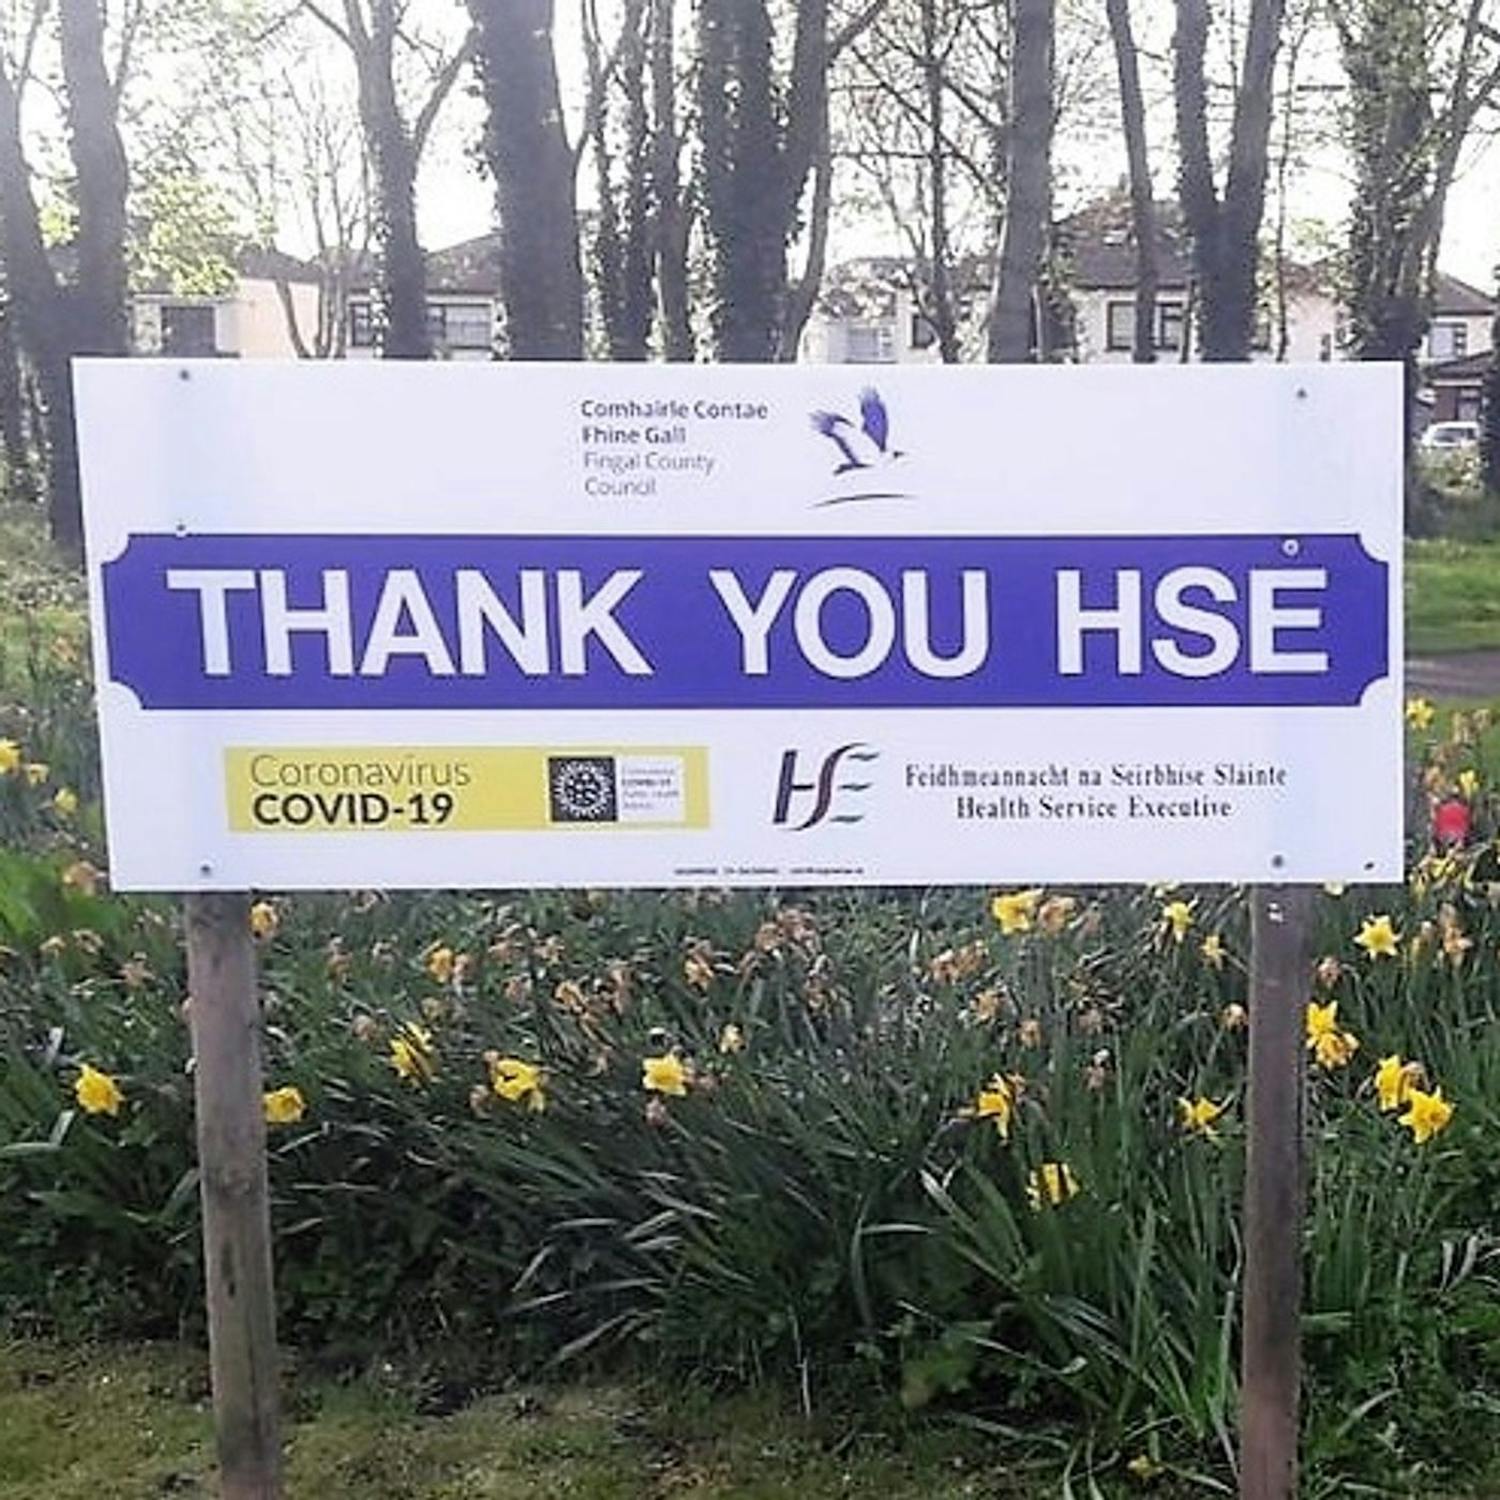 Comhairle Contae
Fhine Gall
Fingal County
Council
THANK YOU HSE
Coronavirus
COVID-19
HSE
Feidhmeannacht na Seirbhíse Sláinte
Health Service Executive